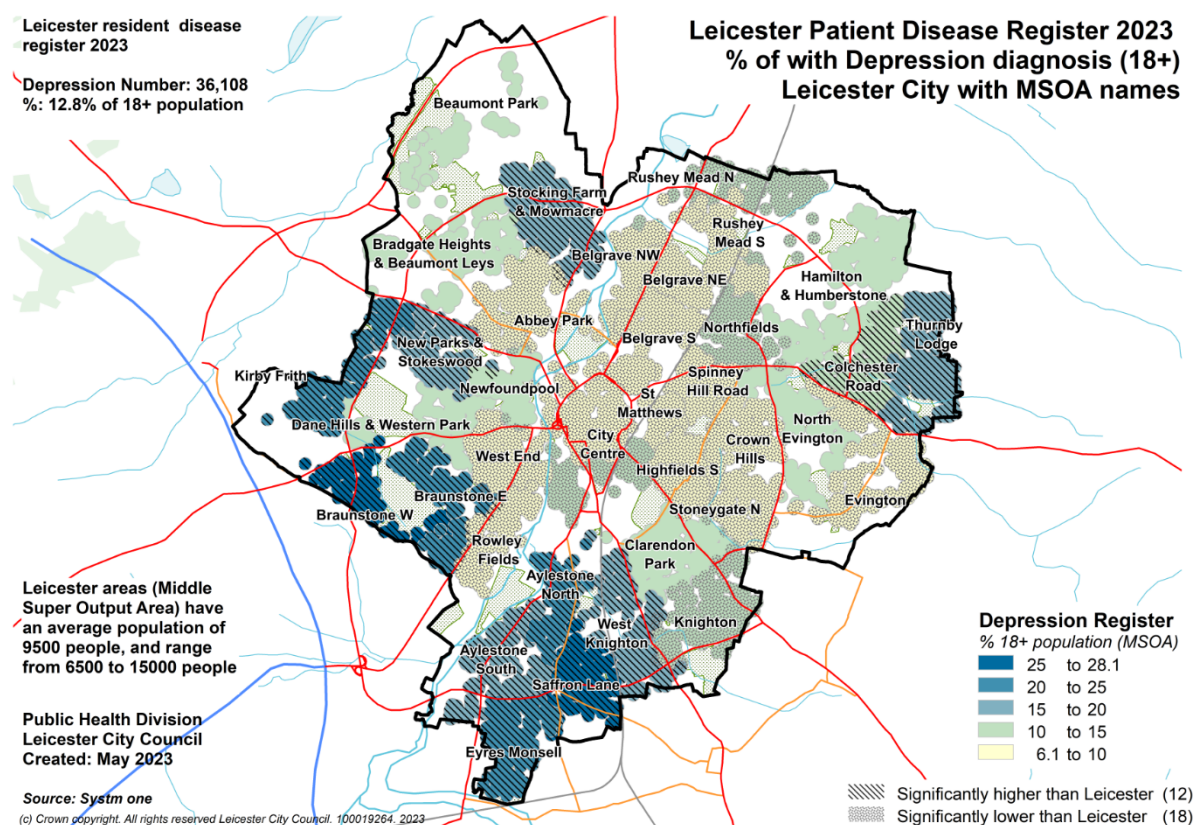 Leicester resident disease
register 2023
Depression Number: 36,108
%: 12.8% of 18+ population
Leicester Patient Disease Register 2023
% of with Depression diagnosis (18+)
Leicester City with MSOA names
Beaumont Park
Rushey Mead N
Stocking Farm
& Mowmacre
Rushey
Mead S
Bradgate Heights
& Beaumont Leys
Belgrave NW
Belgrave NE
Hamilton
& Humberstone
Abbey Park
Northfields
Thurnby
Lodge
New Parks &
Stokeswood
Belgrave S
Kirby Frith
Newfoundpool
Spinney
Hill Road
Colchester
Road
St
Matthews
Dane Hills & Western Park
North
Evington
City
Centre
Crown
Hills
West End
Highfields S
Braunstone E
Evington
Braunstone W
Stoneygate N
Rowley
Fields
Clarendon
Park
Aylestone
North
West
Knighton
Knighton
Aylestone
South
Saffron Lane
Eyres Monsell
Leicester areas (Middle
Super Output Area) have
an average population of
9500 people, and range
from 6500 to 15000 people
Public Health Division
Leicester City Council
Created: May 2023
Source: Systm one
(c) Crown copyright. All rights reserved Leicester City Council. 100019264. 2023
Depression Register
% 18+ population (MSOA)
25 to 28.1
20 to 25
15 to 20
10 to 15
6.1 to 10
Significantly higher than Leicester (12)
Significantly lower than Leicester (18)